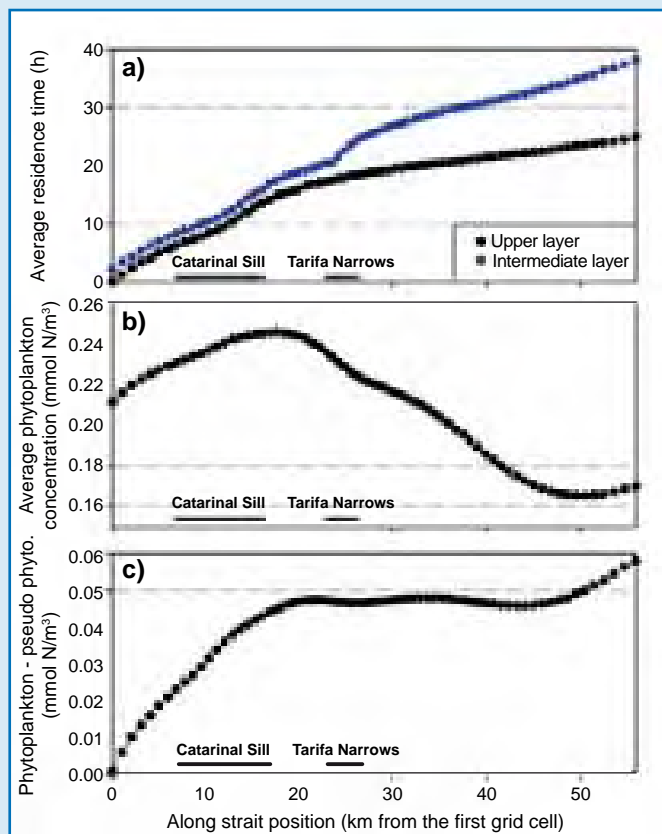 a)
Average residence time (h)
40
30
20
10
0
Catarinal Sill
Tarifa Narrows
Upper layer
Intermediate layer
b)
Average phytoplankton
concentration (mmol N/m³)
0.26
0.24
0.22
0.20
0.18
0.16
Catarinal Sill
Tarifa Narrows
c)
Phytoplankton - pseudo phyto.
(mmol N/m³)
0.06
0.05
0.04
0.03
0.02
0.01
0.00
Catarinal Sill
Tarifa Narrows
0
10
20
30
40
50
Along strait position (km from the first grid cell)